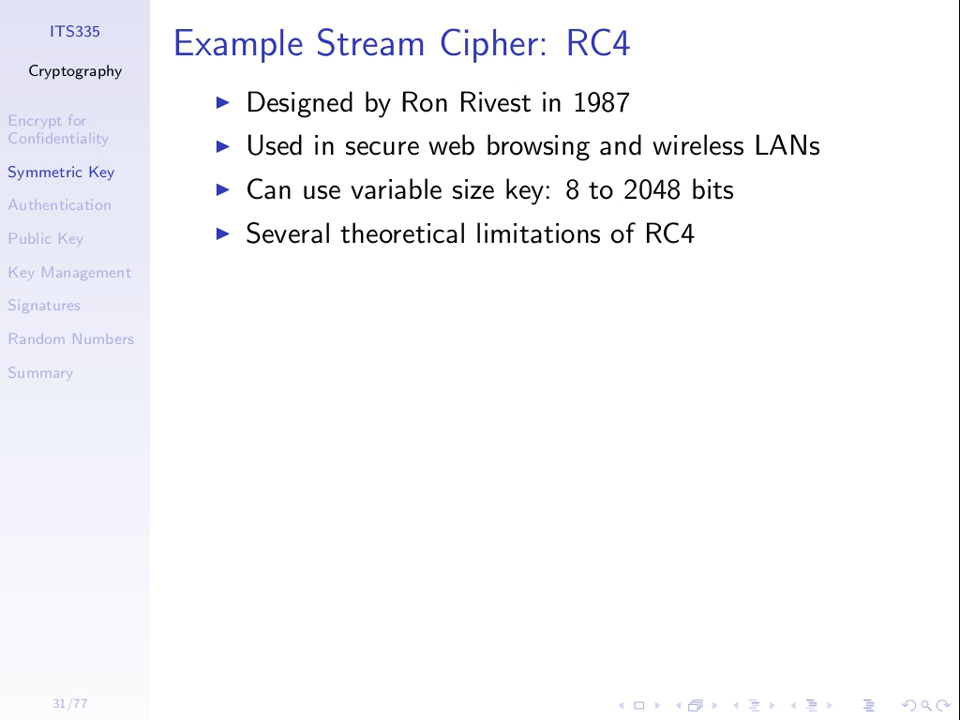 ITS335
Cryptography
Encrypt for
Confidentiality
Symmetric Key
Authentication
Public Key
Key Management
Signatures
Random Numbers
Summary
31/77
Example Stream Cipher: RC4
Designed by Ron Rivest in 1987
Used in secure web browsing and wireless LANs
Can use variable size key: 8 to 2048 bits
Several theoretical limitations of RC4